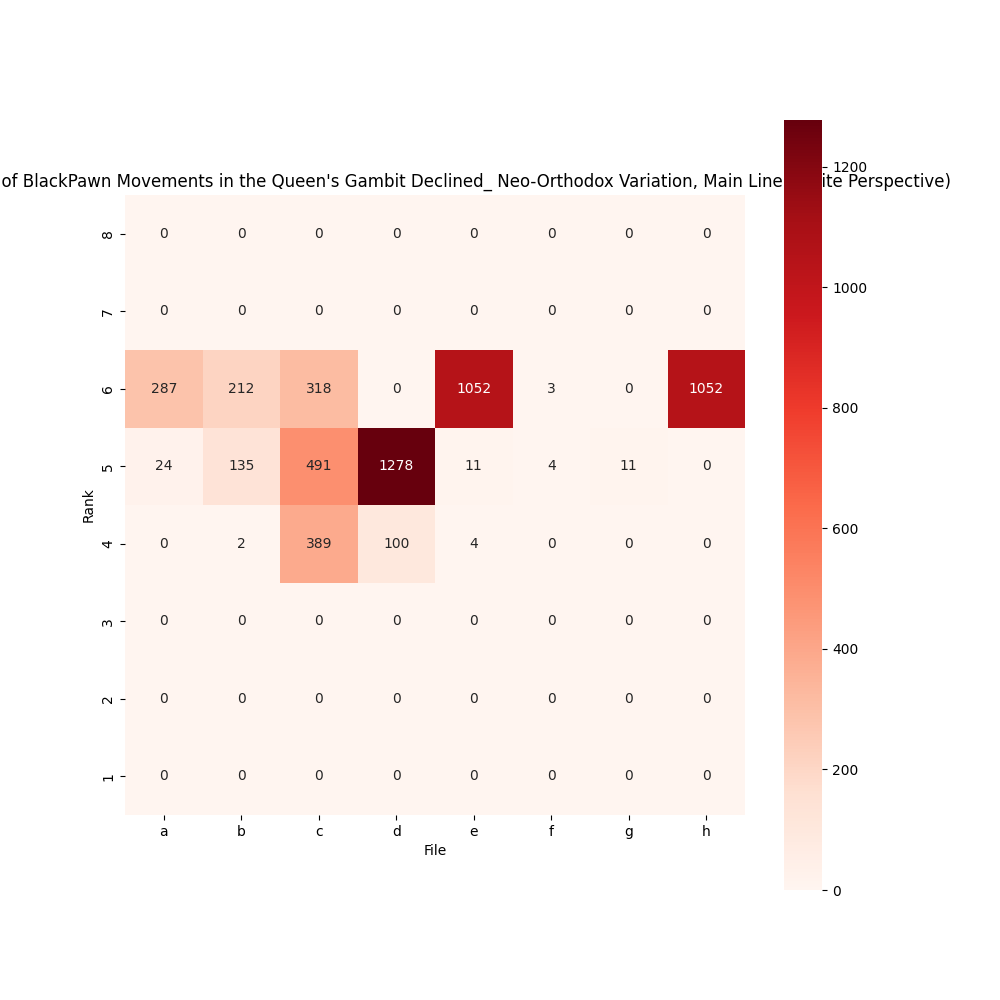 of BlackPawn Movements in the Queen's Gambit Declined_ Neo-Orthodox Variation, Main Line Perspective)
1200
8 0 0 0 0 0 0 0 0
7 0 0 0 0 0 0 0 0
1000
6 287 212 318 0 1052 3 0 1052
800
5 24 135 491 1278 11 4 11 0
Rank
600
4 0 2 389 100 4 0 0 0
400
3 0 0 0 0 0 0 0 0
2 0 0 0 0 0 0 0 0
200
1 0 0 0 0 0 0 0 0
a b c d e f g h
File
0